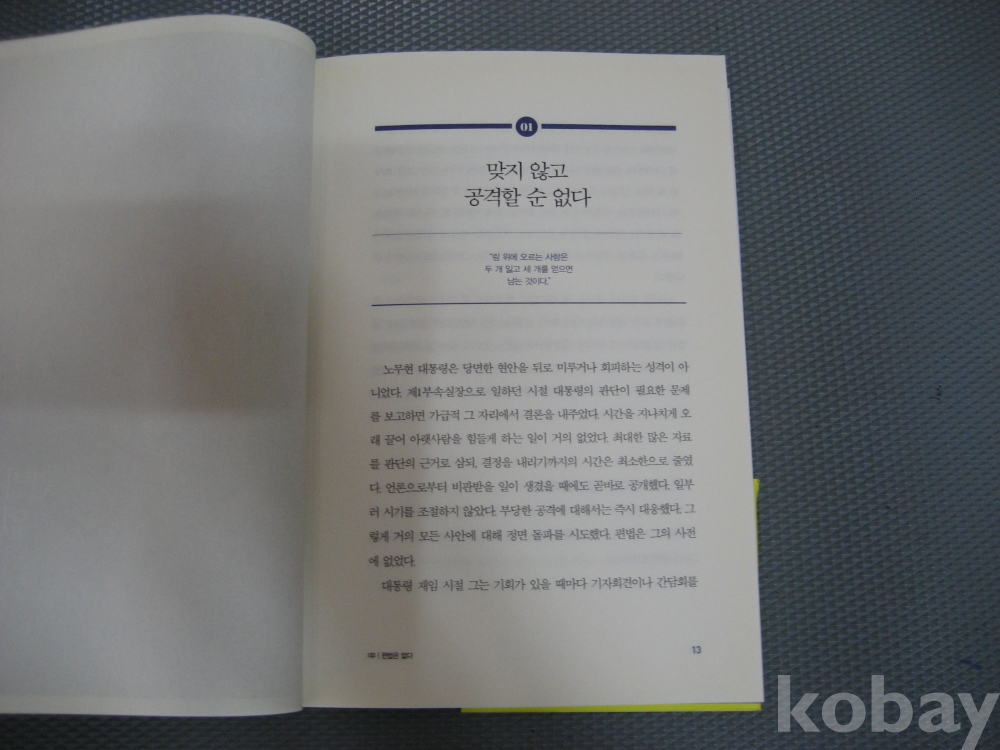 01
맞지 않고
공격할 순 없다
"링 위에 오르는 사람은
두 개 잃고 세 개를 얻으면
남는 것이다."
노무현 대통령은 당면한 현안을 뒤로 미루거나 회피하는 성격이 아
니었다. 제1부속실장으로 일하던 시절 대통령의 판단이 필요한 문제
를 보고하면 가급적 그 자리에서 결론을 내주었다. 시간을 지나치게 오
래 끌어 아랫사람을 힘들게 하는 일이 거의 없었다. 최대한 많은 자료
를 판단의 근거로 삼되, 결정을 내리기까지의 시간은 최소한으로 줄였
다. 언론으로부터 비판받을 일이 생겼을 때에도 곧바로 공개했다. 일부
러 시기를 조절하지 않았다. 부당한 공격에 대해서는 즉시 대응했다. 그
렇게 거의 모든 사안에 대해 정면 돌파를 시도했다. 편법은 그의 사전
에 없었다.
대통령 재임 시절 그는 기회가 있을 때마다 기자회견이나 간담회를
1부 | 편법은 없다
13
kobay